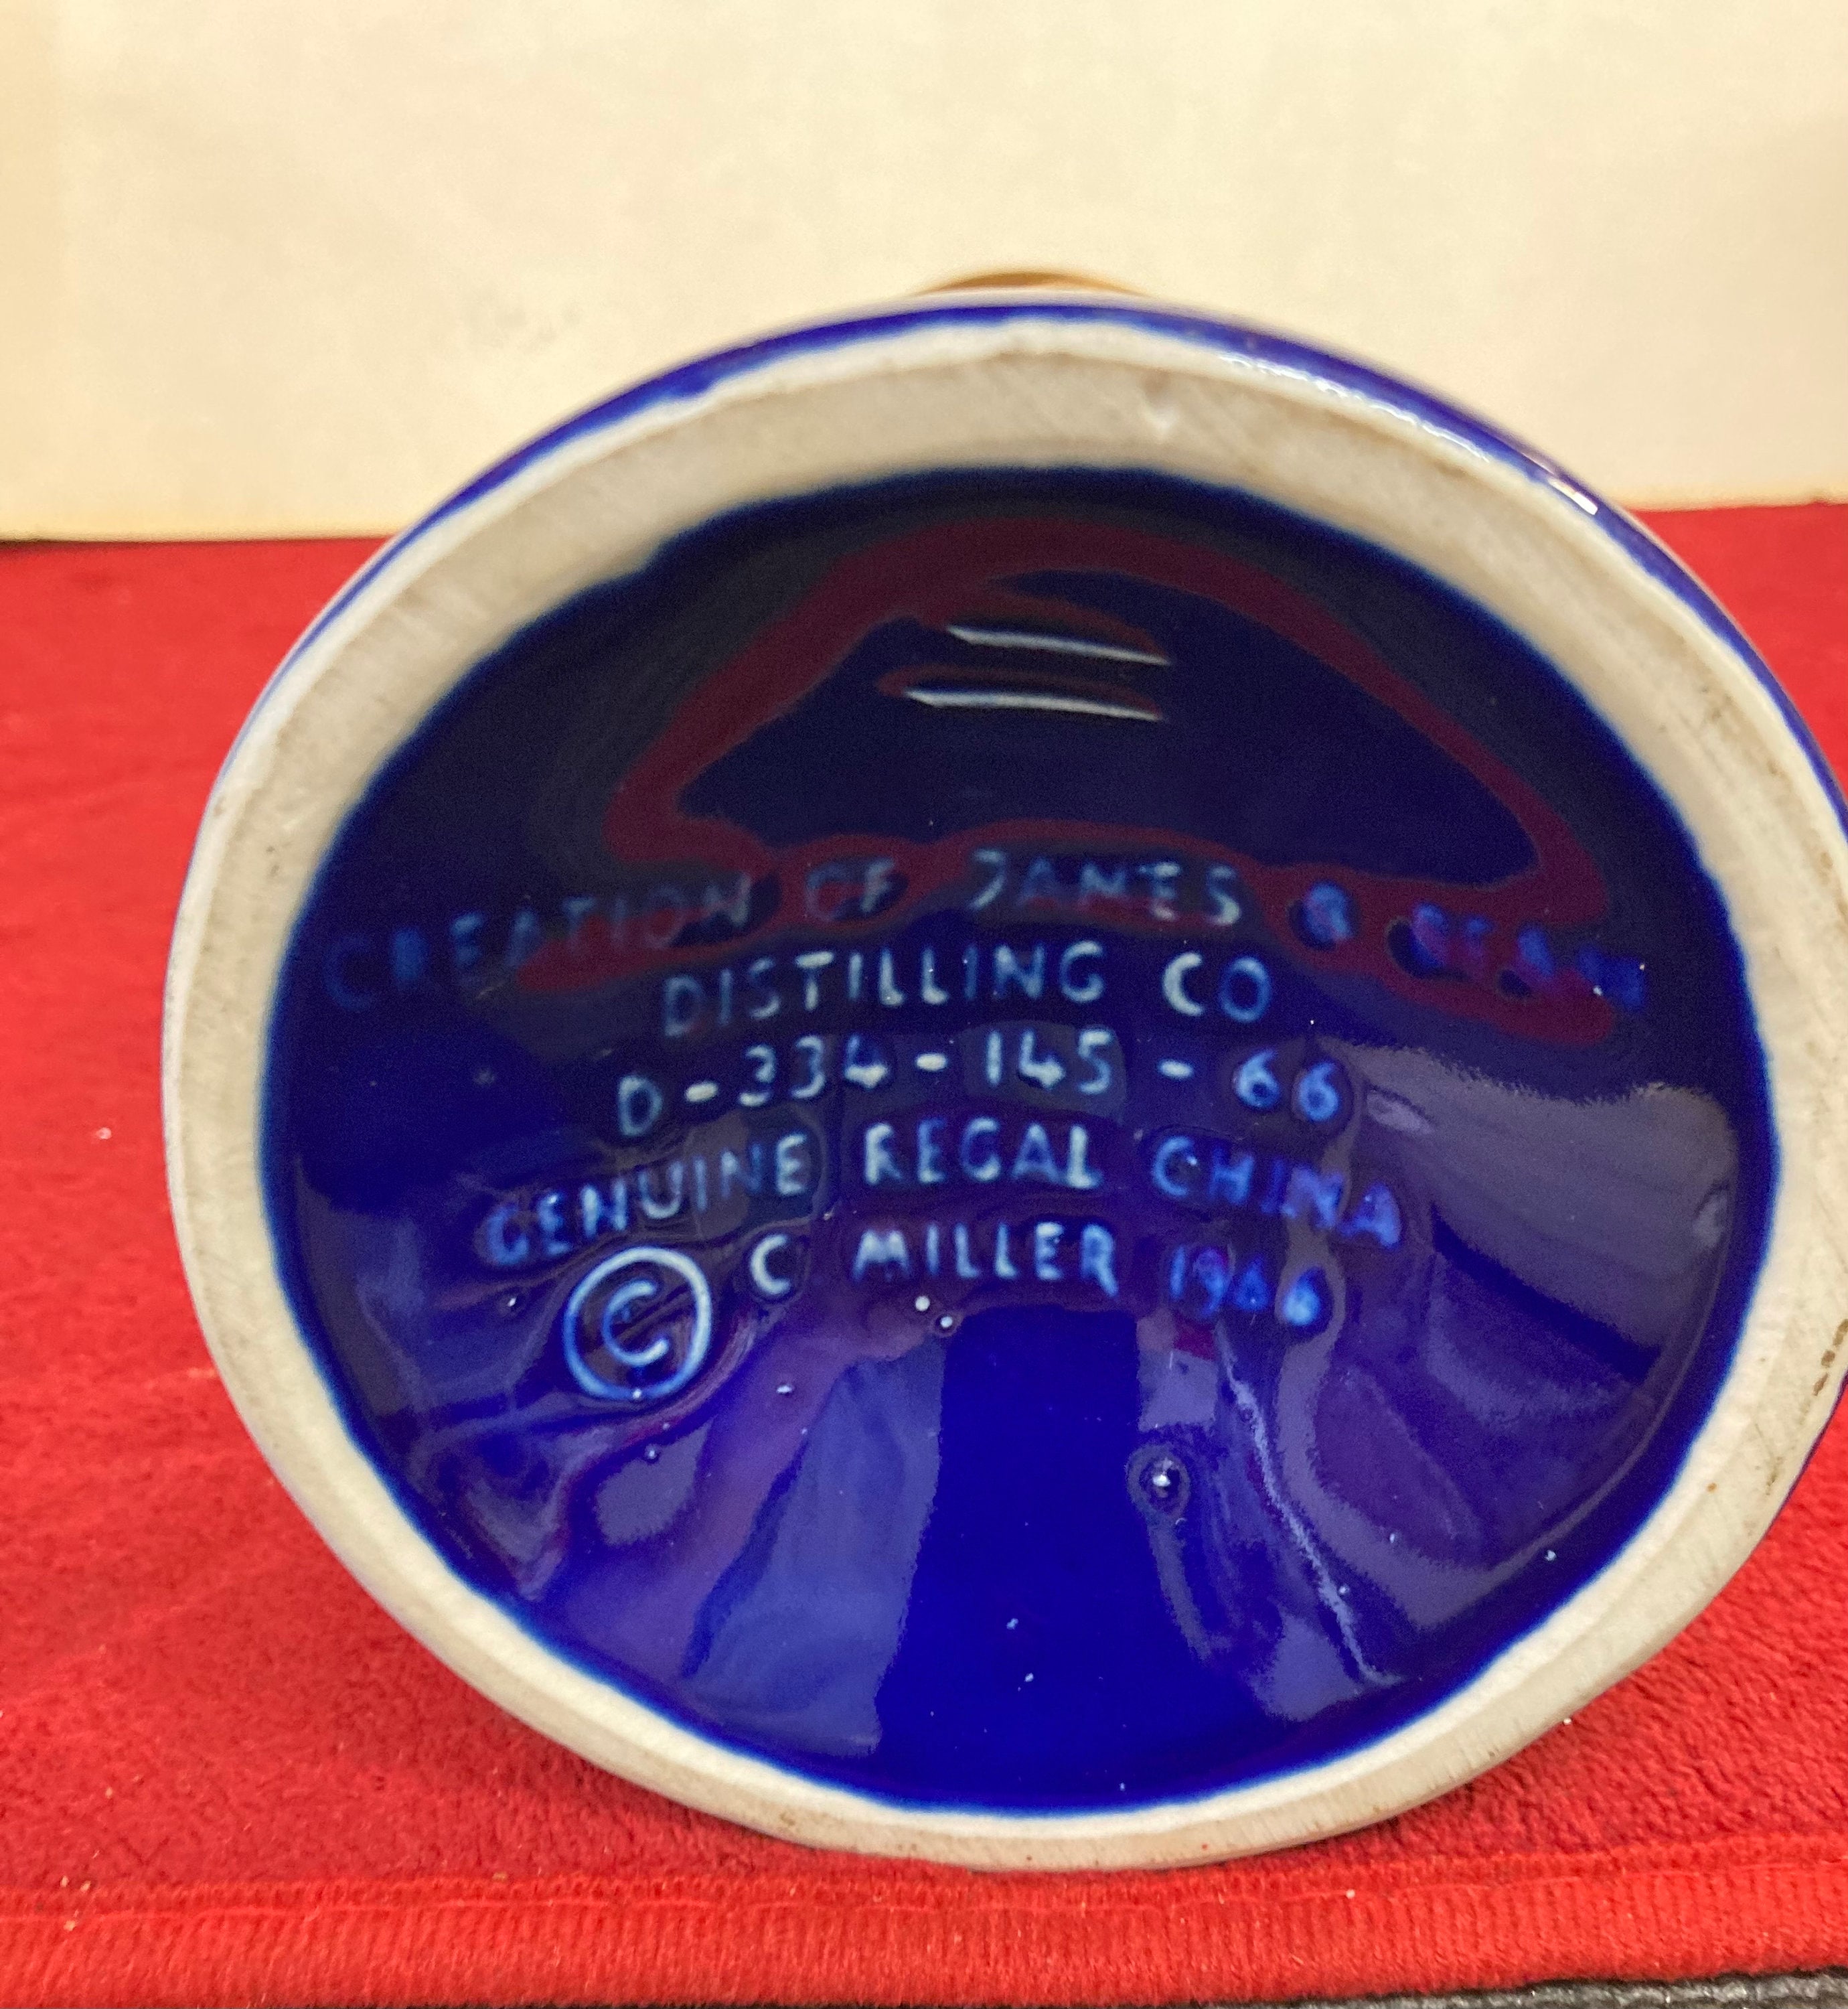 CREATION OF JAMES B BEAM
DISTILLING CO
D-334-145-66
GENUINE REGAL CHINA
© C MILLER 1966